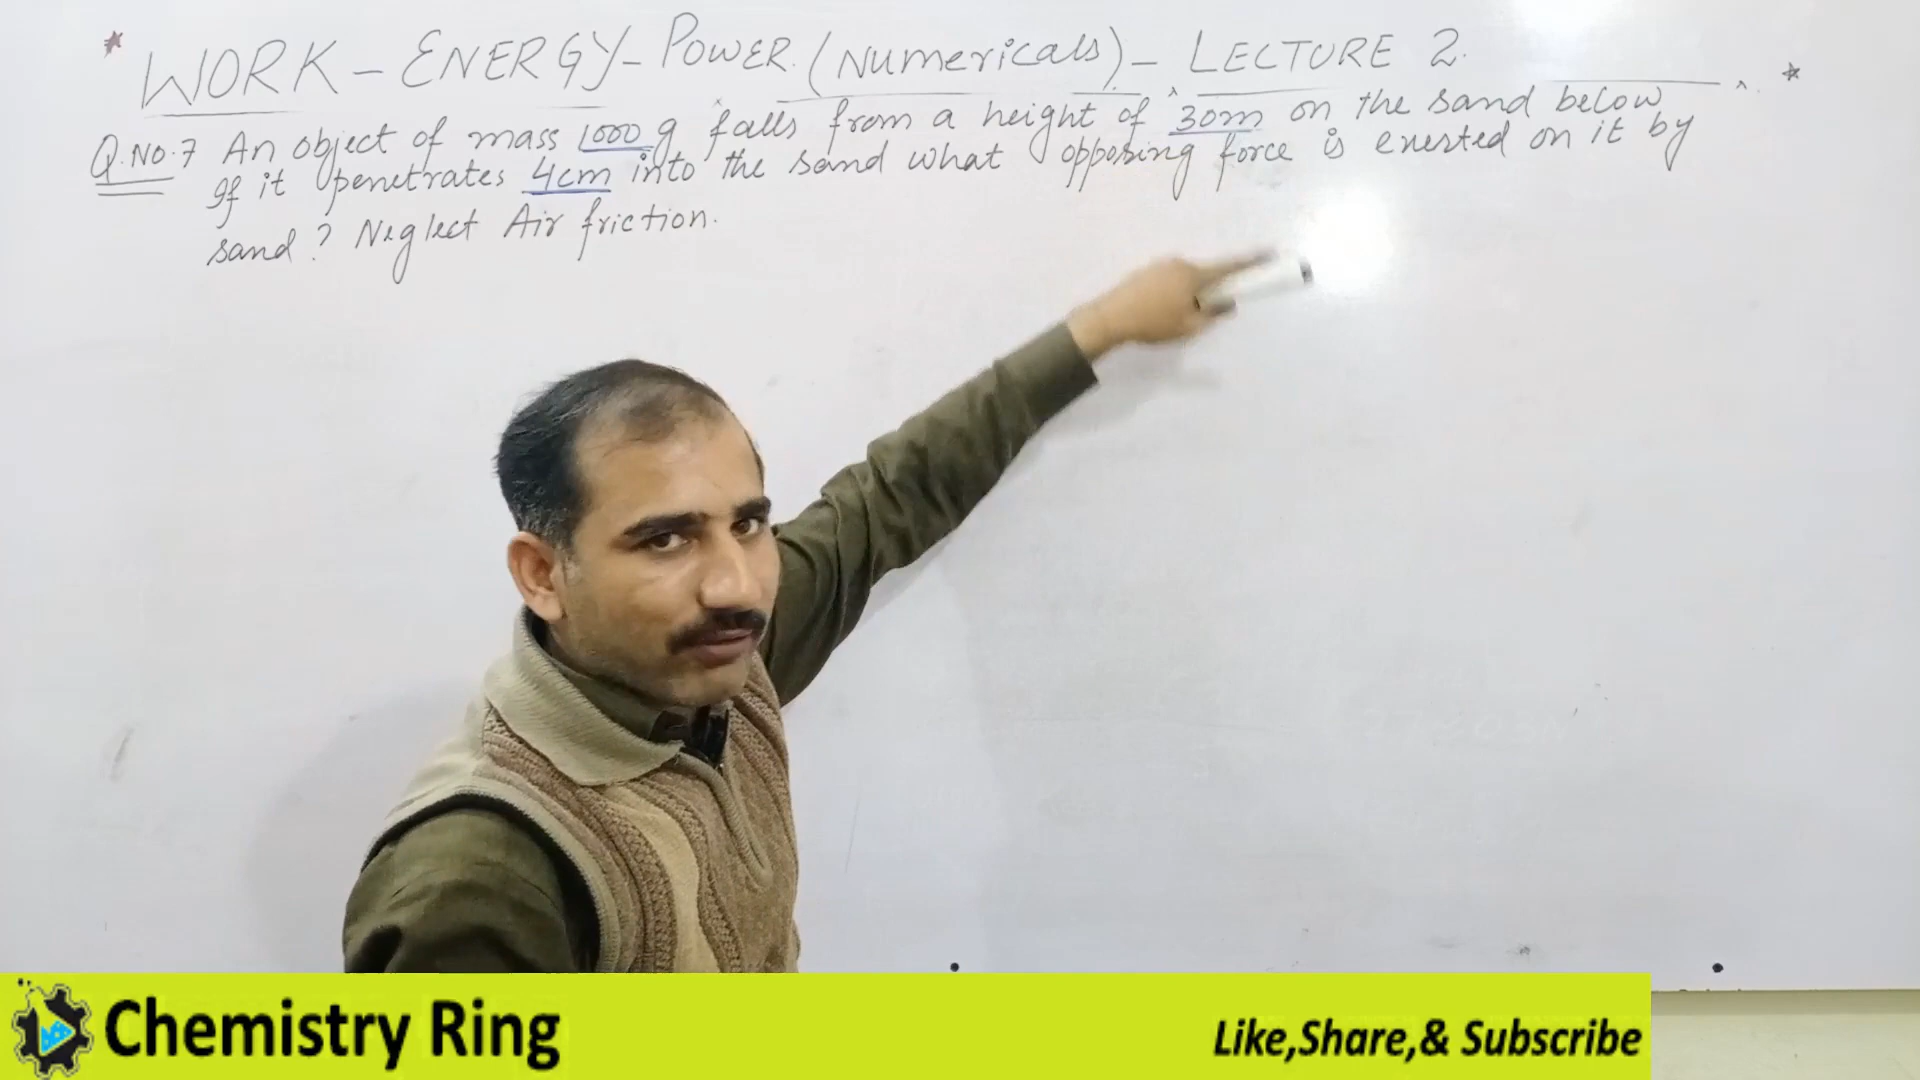 * WORK - ENERGY - POWER. (Numericals) - LECTURE 2. *
Q.No.7 An object of mass 1000 g falls from a height of 30m on the sand below
If it penetrates 4cm into the sand what opposing force is exerted on it by
sand? Neglect Air friction.
Chemistry Ring
Like,Share,& Subscribe